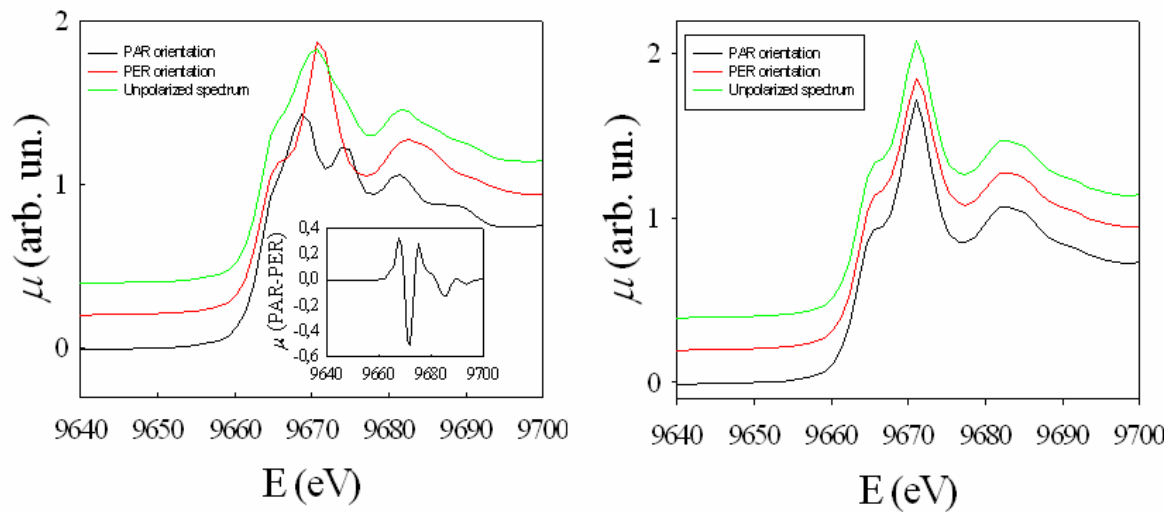 2
PAR orientation
PER orientation
Unpolarized spectrum
μ (arb. un.)
1
0
0,4
0,2
0,0
-0,2
-0,4
-0,6
μ (PAR-PER)
9640 9660 9680 9700
9640 9650 9660 9670 9680 9690 9700
E (eV)
2
PAR orientation
PER orientation
Unpolarized spectrum
μ (arb. un.)
1
0
9640 9650 9660 9670 9680 9690 9700
E (eV)